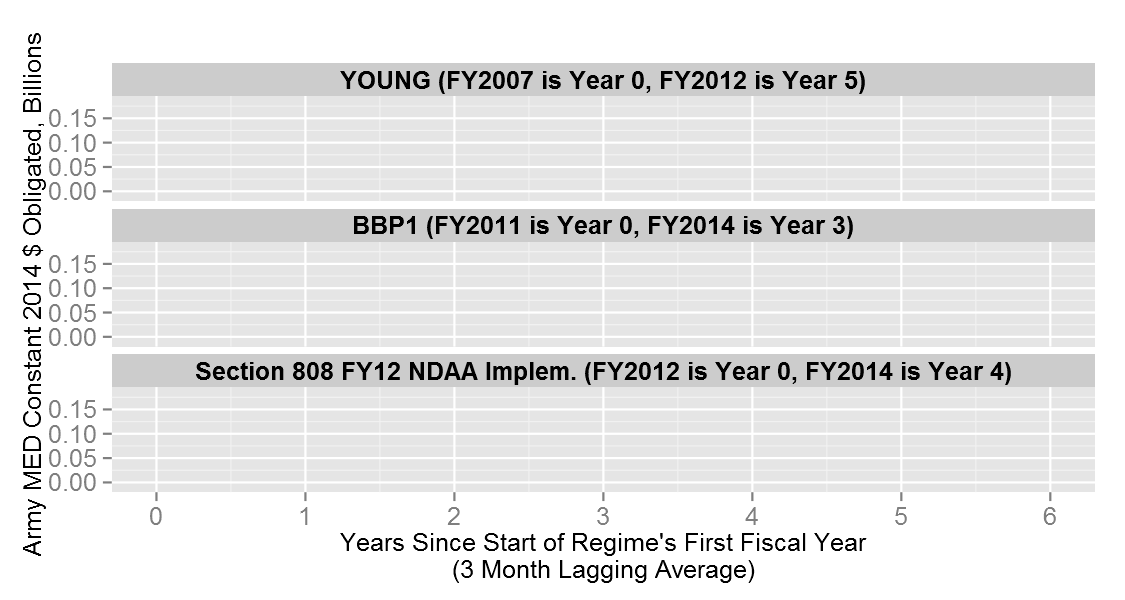 Army MED Constant 2014 $ Obligated, Billions
YOUNG (FY2007 is Year 0, FY2012 is Year 5)
0.15
0.10
0.05
0.00
BBP1 (FY2011 is Year 0, FY2014 is Year 3)
0.15
0.10
0.05
0.00
Section 808 FY12 NDAA Implem. (FY2012 is Year 0, FY2014 is Year 4)
0.15
0.10
0.05
0.00
0 1 2 3 4 5 6
Years Since Start of Regime's First Fiscal Year
(3 Month Lagging Average)